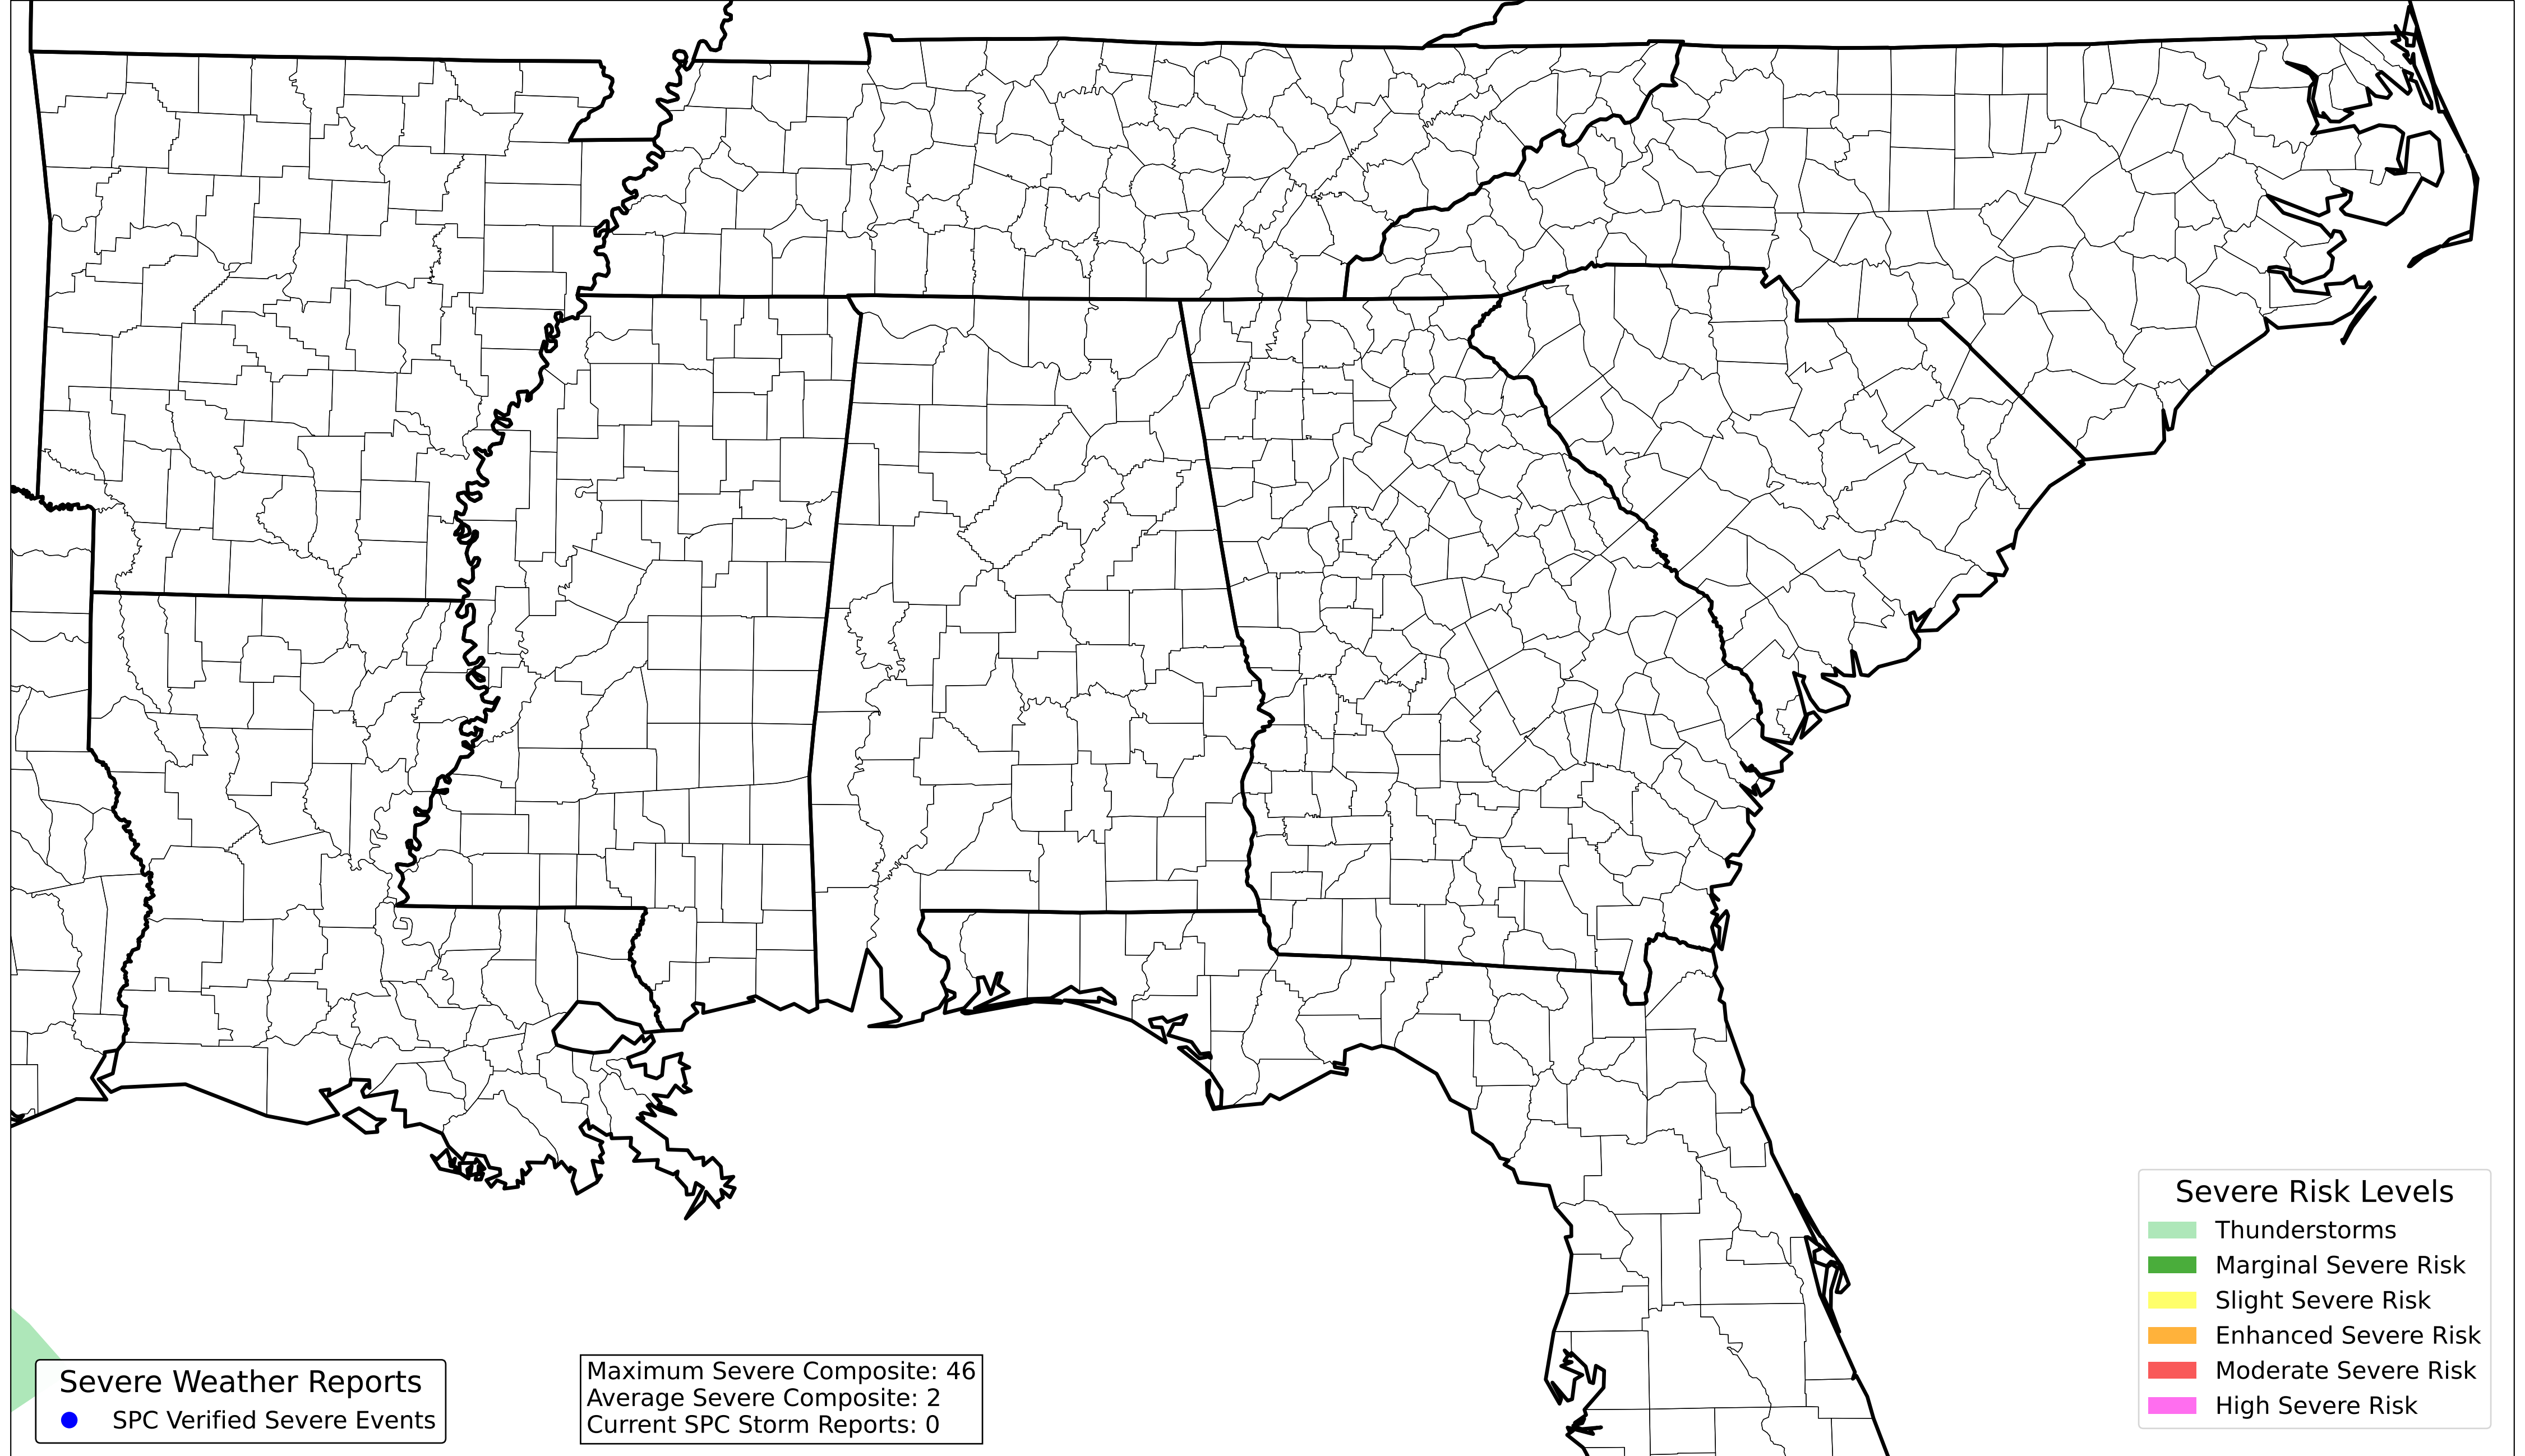 Severe Weather Reports
SPC Verified Severe Events
Maximum Severe Composite: 46
Average Severe Composite: 2
Current SPC Storm Reports: 0
Severe Risk Levels
Thunderstorms
Marginal Severe Risk
Slight Severe Risk
Enhanced Severe Risk
Moderate Severe Risk
High Severe Risk